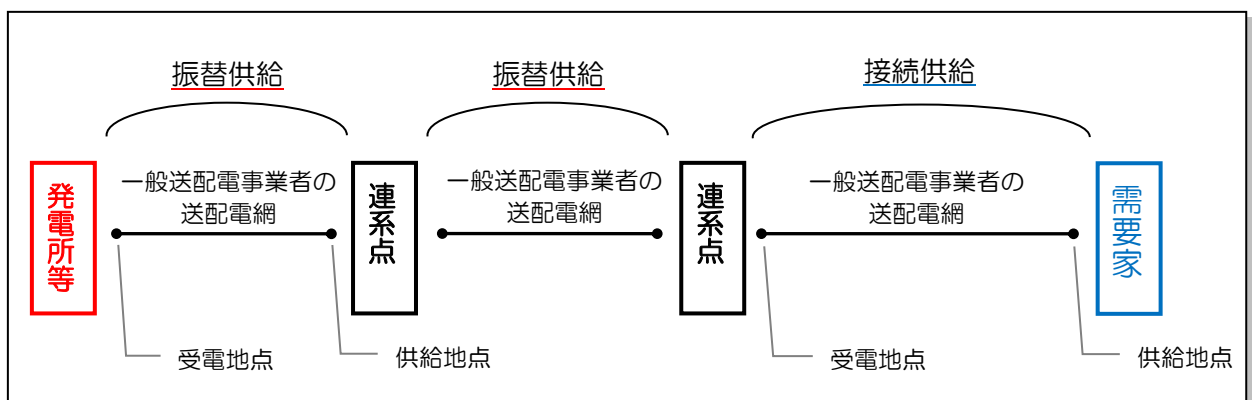 振替供給
振替供給
接続供給
発電所等
一般送配電事業者の
送配電網
連系点
一般送配電事業者の
送配電網
連系点
一般送配電事業者の
送配電網
需要家
受電地点
供給地点
受電地点
供給地点